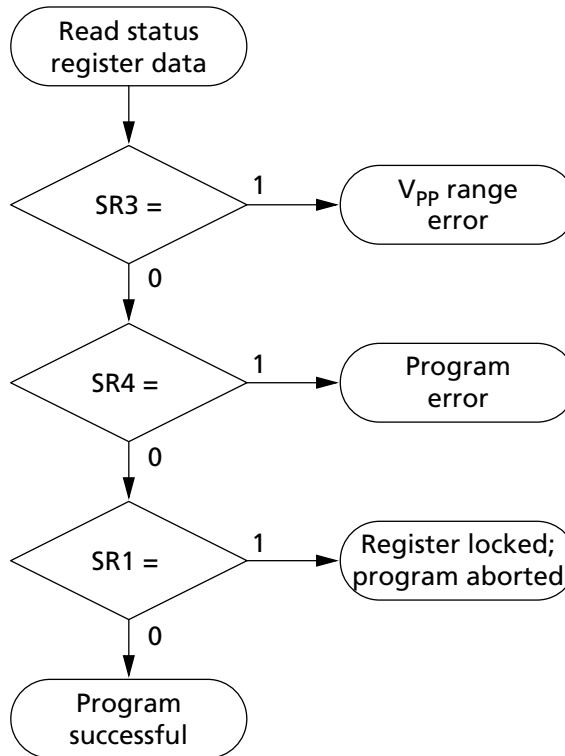 Read status
register data
SR3 =
1
V_PP range
error
0
SR4 =
1
Program
error
0
SR1 =
1
Register locked;
program aborted
0
Program
successful